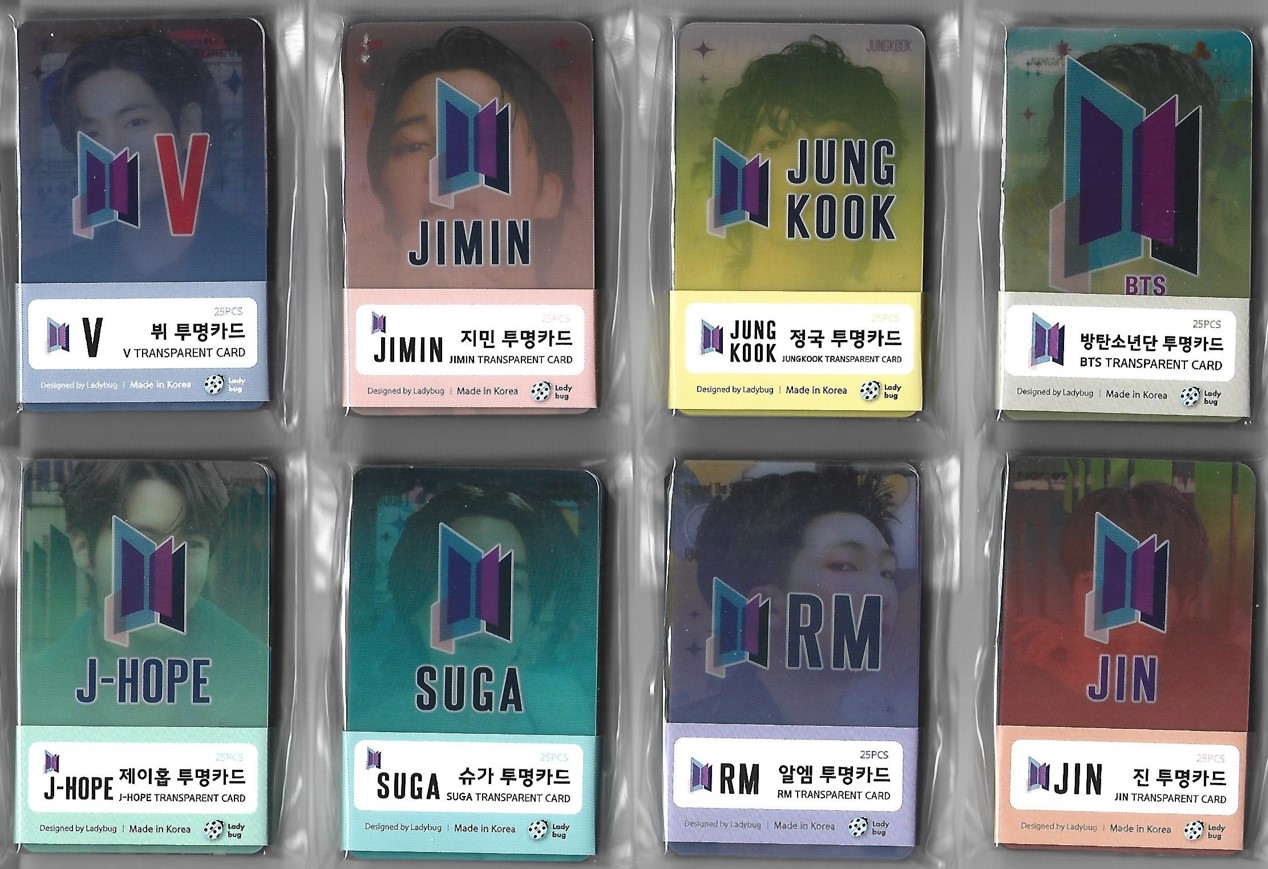 V
25PCS
V
뷔 투명카드
V TRANSPARENT CARD
Designed by Ladybug | Made in Korea
Lady
bug
JIMIN
25PCS
JIMIN
지민 투명카드
JIMIN TRANSPARENT CARD
Designed by Ladybug | Made in Korea
Lady
bug
JUNGKOOK
JUNG
KOOK
25PCS
JUNG
KOOK
정국 투명카드
JUNGKOOK TRANSPARENT CARD
Designed by Ladybug | Made in Korea
Lady
bug
BTS
25PCS
방탄소년단 투명카드
BTS TRANSPARENT CARD
Designed by Ladybug | Made in Korea
Lady
bug
J-HOPE
25PCS
J-HOPE
제이홉 투명카드
J-HOPE TRANSPARENT CARD
Designed by Ladybug | Made in Korea
Lady
bug
SUGA
25PCS
SUGA
슈가 투명카드
SUGA TRANSPARENT CARD
Designed by Ladybug | Made in Korea
Lady
bug
RM
25PCS
RM
알엠 투명카드
RM TRANSPARENT CARD
Designed by Ladybug | Made in Korea
Lady
bug
JIN
25PCS
JIN
진 투명카드
JIN TRANSPARENT CARD
Designed by Ladybug | Made in Korea
Lady
bug